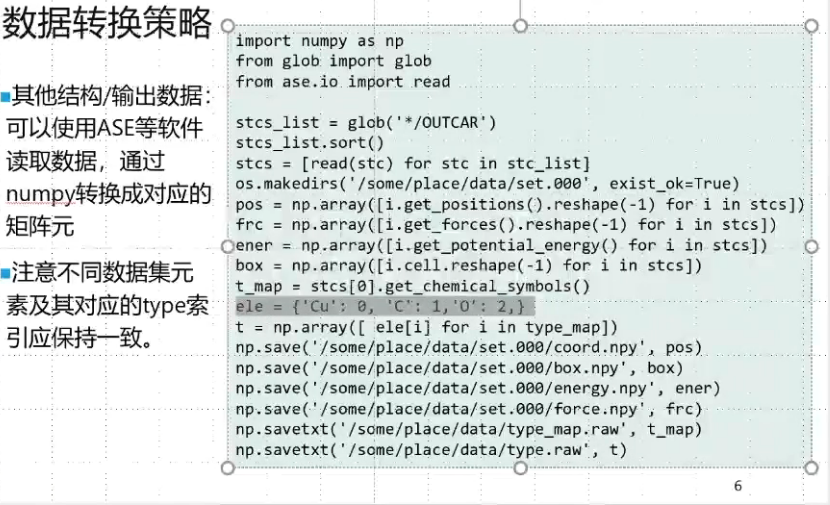 数据转换策略
■其他结构/输出数据：
可以使用ASE等软件
读取数据，通过
numpy转换成对应的
矩阵元
■注意不同数据集元
素及其对应的type索
引应保持一致。
import numpy as np
from glob import glob
from ase.io import read
stcs_list = glob('*/OUTCAR')
stcs_list.sort()
stcs = [read(stc) for stc in stc_list]
os.makedirs('/some/place/data/set.000', exist_ok=True)
pos = np.array([i.get_positions().reshape(-1) for i in stcs])
frc = np.array([i.get_forces().reshape(-1) for i in stcs])
ener = np.array([i.get_potential_energy() for i in stcs])
box = np.array([i.cell.reshape(-1) for i in stcs])
t_map = stcs[0].get_chemical_symbols()
ele = {'Cu': 0, 'C': 1,'O': 2,}
t = np.array([ ele[i] for i in type_map])
np.save('/some/place/data/set.000/coord.npy', pos)
np.save('/some/place/data/set.000/box.npy', box)
np.save('/some/place/data/set.000/energy.npy', ener)
np.save('/some/place/data/set.000/force.npy', frc)
np.savetxt('/some/place/data/type_map.raw', t_map)
np.savetxt('/some/place/data/type.raw', t)
6